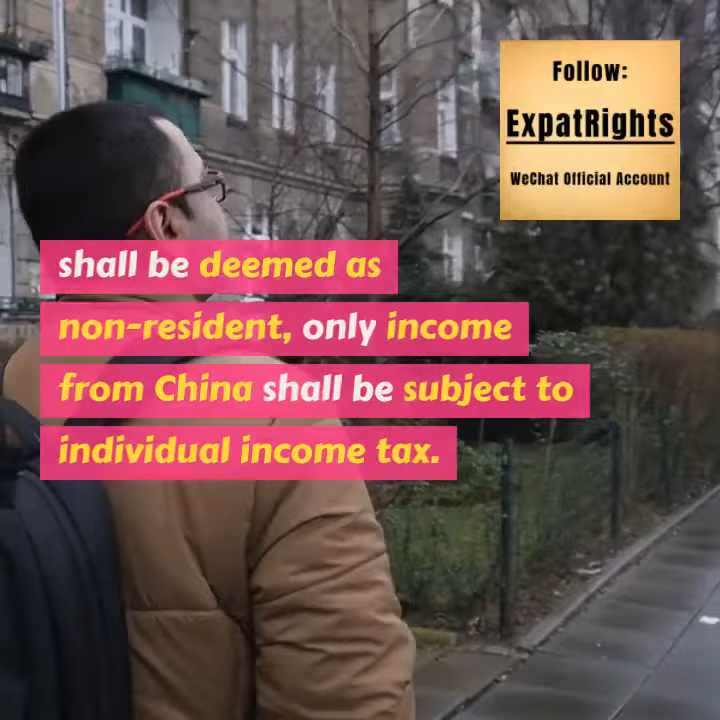 Follow:
ExpatRights
WeChat Official Account
shall be deemed as
non-resident, only income
from China shall be subject to
individual income tax.